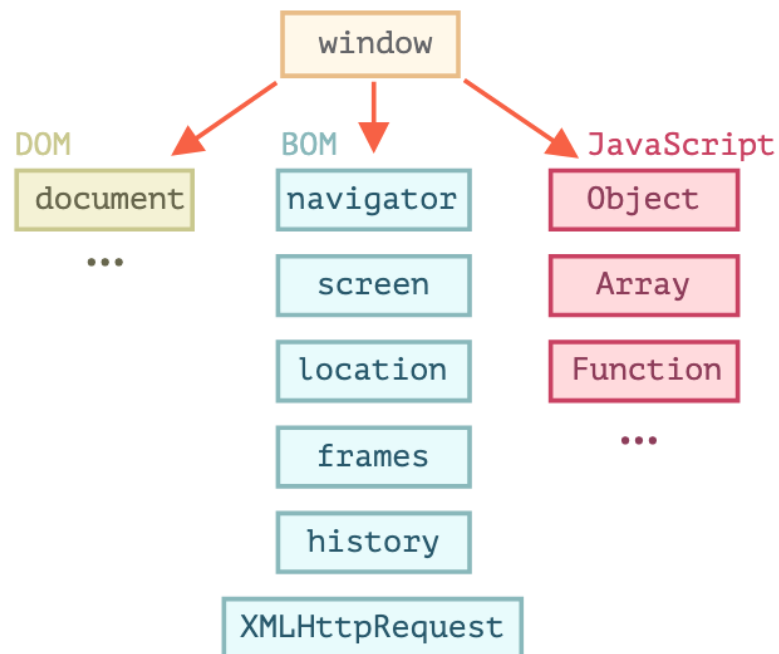 window
DOM
document
...
BOM
navigator
screen
location
frames
history
XMLHttpRequest
JavaScript
Object
Array
Function
...